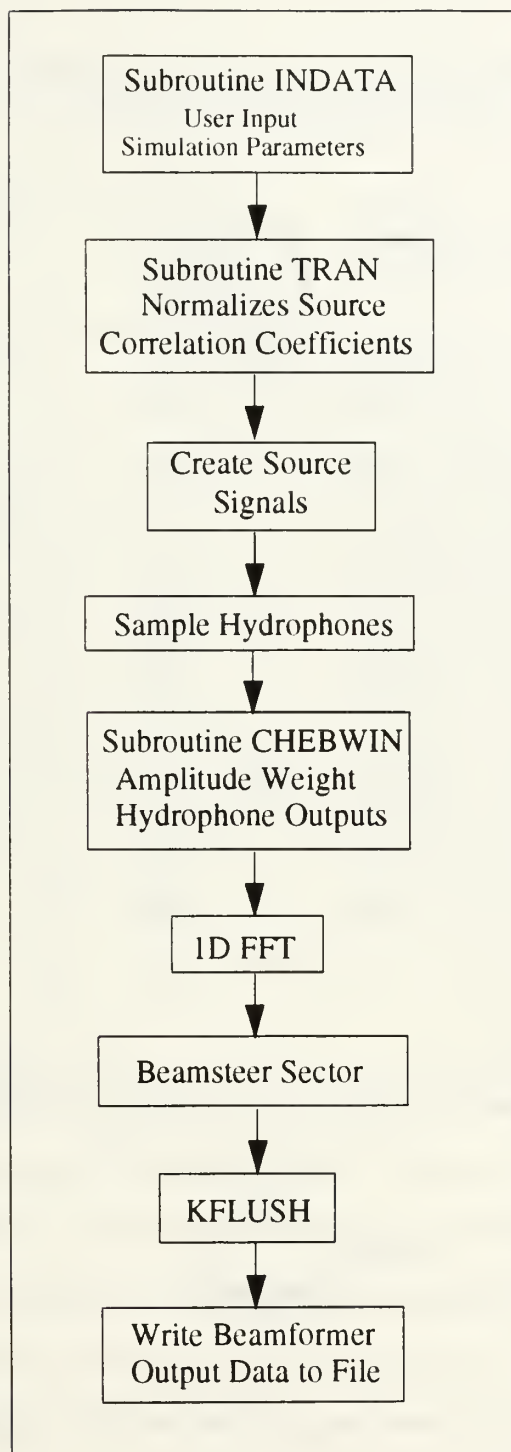 Subroutine INDATA
User Input
Simulation Parameters
Subroutine TRAN
Normalizes Source
Correlation Coefficients
Create Source
Signals
Sample Hydrophones
Subroutine CHEBWIN
Amplitude Weight
Hydrophone Outputs
1D FFT
Beamsteer Sector
KFLUSH
Write Beamformer
Output Data to File